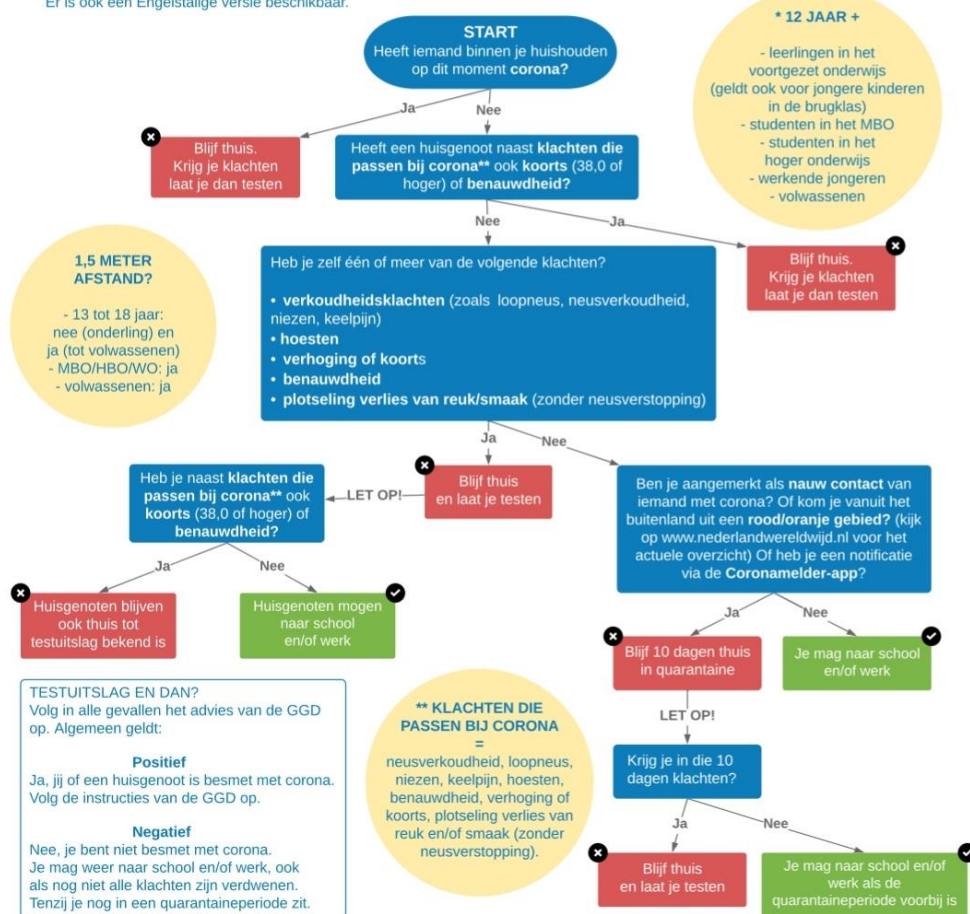 Er is ook een Engelstalige versie beschikbaar.
START
Heeft iemand binnen je huishouden
op dit moment corona?
* 12 JAAR +
- leerlingen in het
voortgezet onderwijs
(geldt ook voor jongere kinderen
in de brugklas)
- studenten in het MBO
- studenten in het
hoger onderwijs
- werkende jongeren
- volwassenen
Ja
Nee
Blijf thuis.
Krijg je klachten
laat je dan testen
Heeft een huisgenoot naast klachten die
passen bij corona** ook koorts (38,0 of
hoger) of benauwdheid?
Nee
Ja
Blijf thuis.
Krijg je klachten
laat je dan testen
1,5 METER
AFSTAND?
- 13 tot 18 jaar:
nee (onderling) en
ja (tot volwassenen)
- MBO/HBO/WO: ja
- volwassenen: ja
Heb je zelf één of meer van de volgende klachten?
• verkoudheidsklachten (zoals loopneus, neusverkoudheid,
niezen, keelpijn)
• hoesten
• verhoging of koorts
• benauwdheid
• plotseling verlies van reuk/smaak (zonder neusverstopping)
Ja
Nee
Blijf thuis
en laat je testen
LET OP!
Heb je naast klachten die
passen bij corona** ook
koorts (38,0 of hoger) of
benauwdheid?
Ja
Nee
Huisgenoten blijven
ook thuis tot
testuitslag bekend is
Huisgenoten mogen
naar school
en/of werk
Ben je aangemerkt als nauw contact van
iemand met corona? Of kom je vanuit het
buitenland uit een rood/oranje gebied? (kijk
op www.nederlandwereldwijd.nl voor het
actuele overzicht) Of heb je een notificatie
via de Coronamelder-app?
Ja
Nee
Blijf 10 dagen thuis
in quarantaine
Je mag naar school
en/of werk
LET OP!
Krijg je in die 10
dagen klachten?
Ja
Nee
Blijf thuis
en laat je testen
Je mag naar school en/of
werk als de
quarantaineperiode voorbij is
TESTUITSLAG EN DAN?
Volg in alle gevallen het advies van de GGD
op. Algemeen geldt:
Positief
Ja, jij of een huisgenoot is besmet met corona.
Volg de instructies van de GGD op.
Negatief
Nee, je bent niet besmet met corona.
Je mag weer naar school en/of werk, ook
als nog niet alle klachten zijn verdwenen.
Tenzij je nog in een quarantaineperiode zit.
** KLACHTEN DIE
PASSEN BIJ CORONA
=
neusverkoudheid, loopneus,
niezen, keelpijn, hoesten,
benauwdheid, verhoging of
koorts, plotseling verlies van
reuk en/of smaak (zonder
neusverstopping).